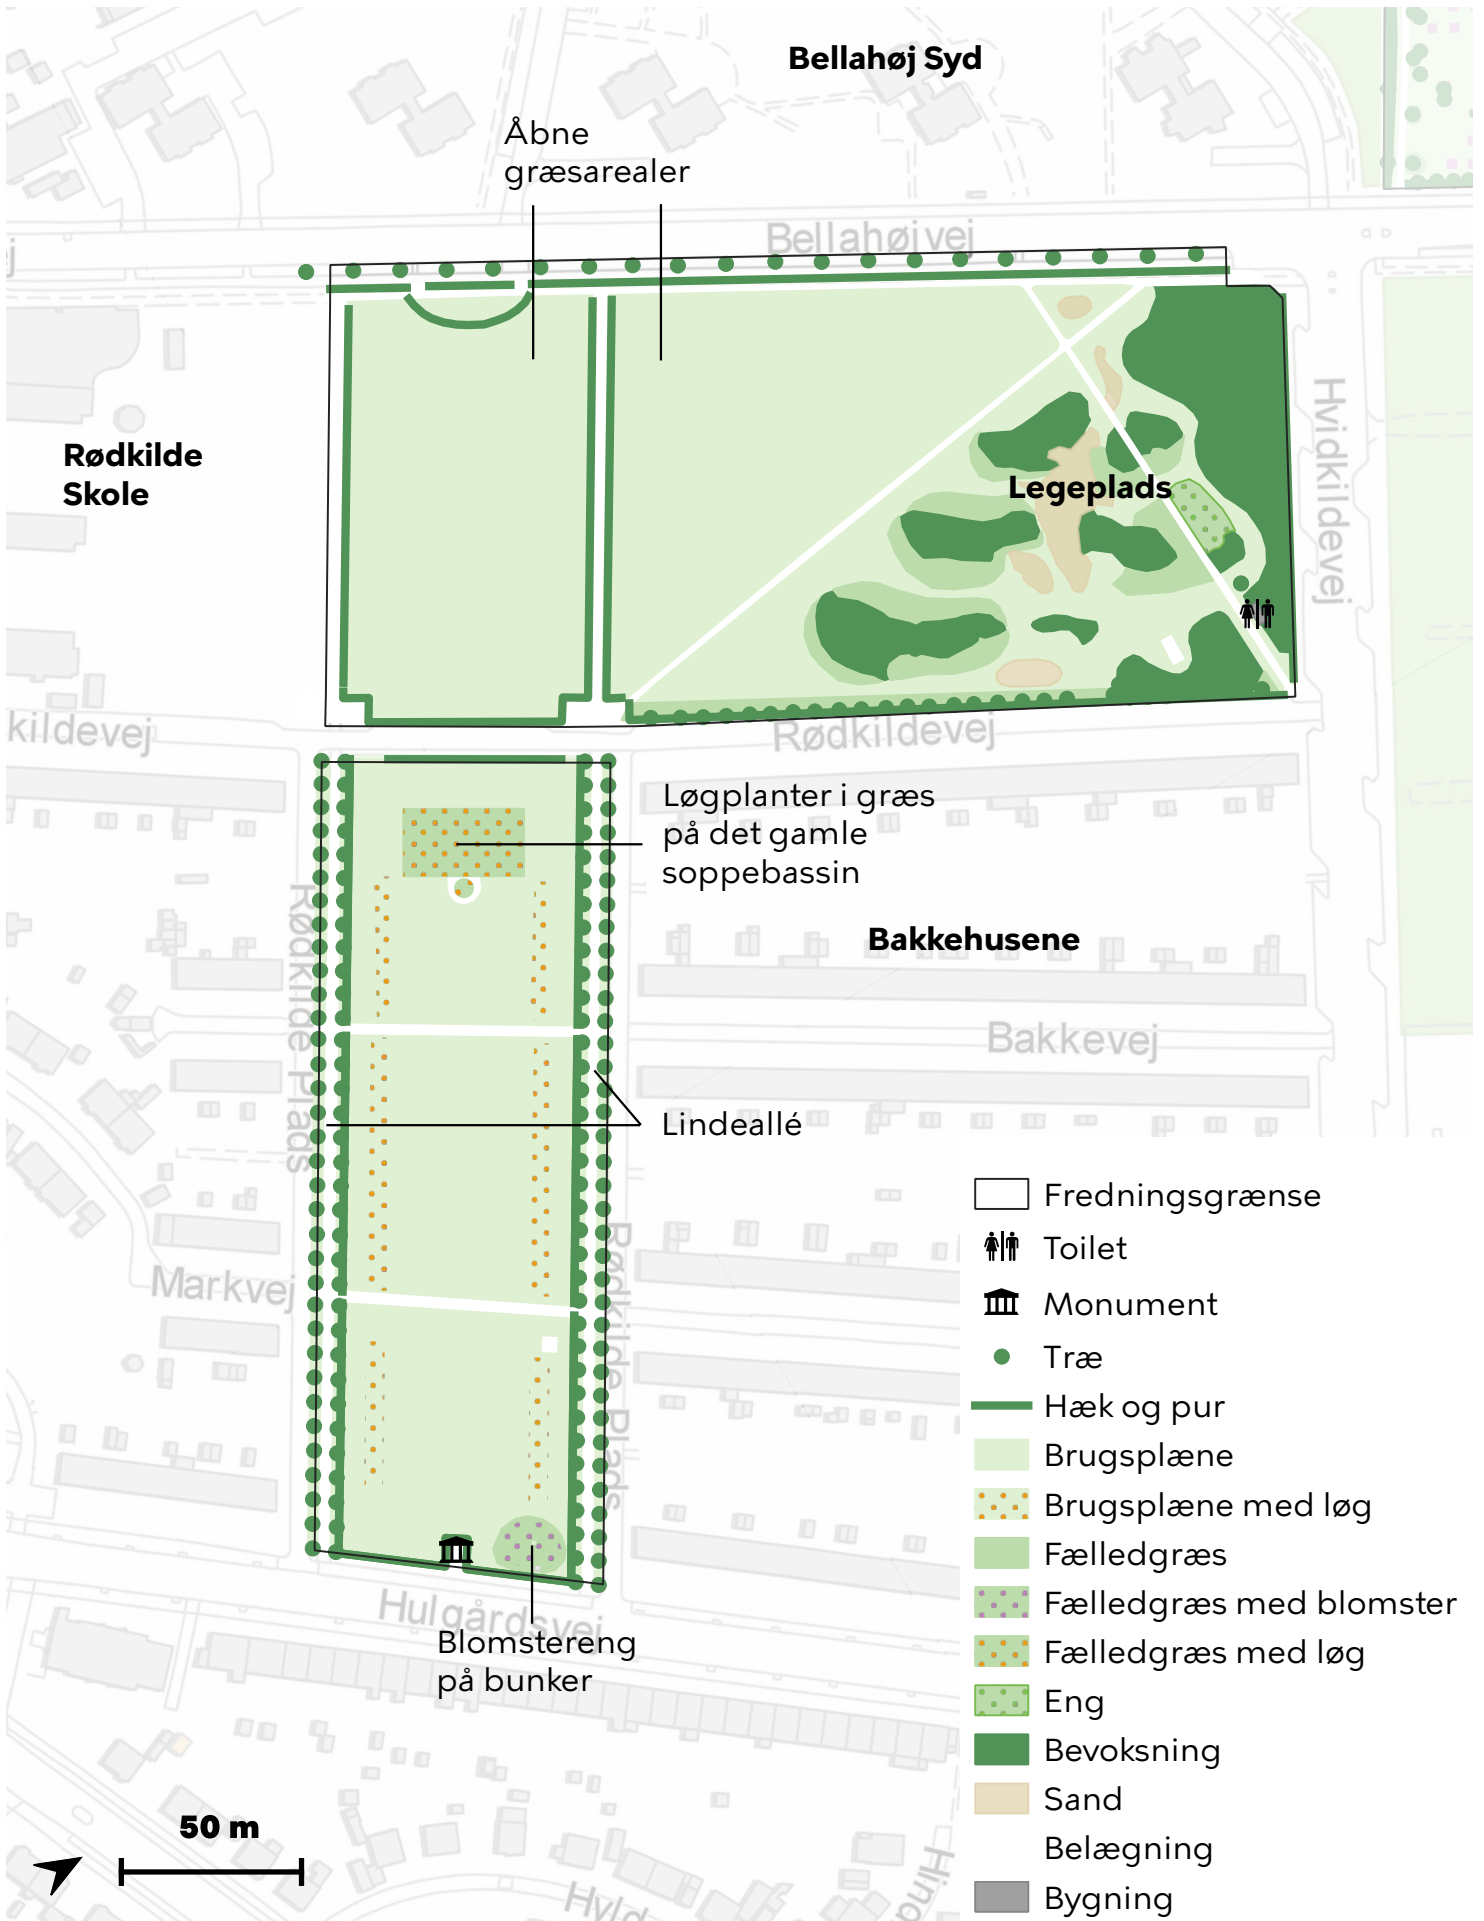 Bellahøj Syd
Åbne
græsarealer
Bellahøjvej
j
Rødkilde
Skole
Hvidkildevej
Legeplads
kildevej
Rødkildevej
Løgplanter i græs
på det gamle
soppebassin
Rødkilde Plads
Bakkehusene
Bakkevej
Lindeallé
Markvej
Rødkilde Plads
Hulgårdsvej
Blomstereng
på bunker
Fredningsgrænse
Toilet
Monument
Træ
Hæk og pur
Brugsplæne
Brugsplæne med løg
Fælledgræs
Fælledgræs med blomster
Fælledgræs med løg
Eng
Bevoksning
Sand
Belægning
Bygning
50 m
Hyld